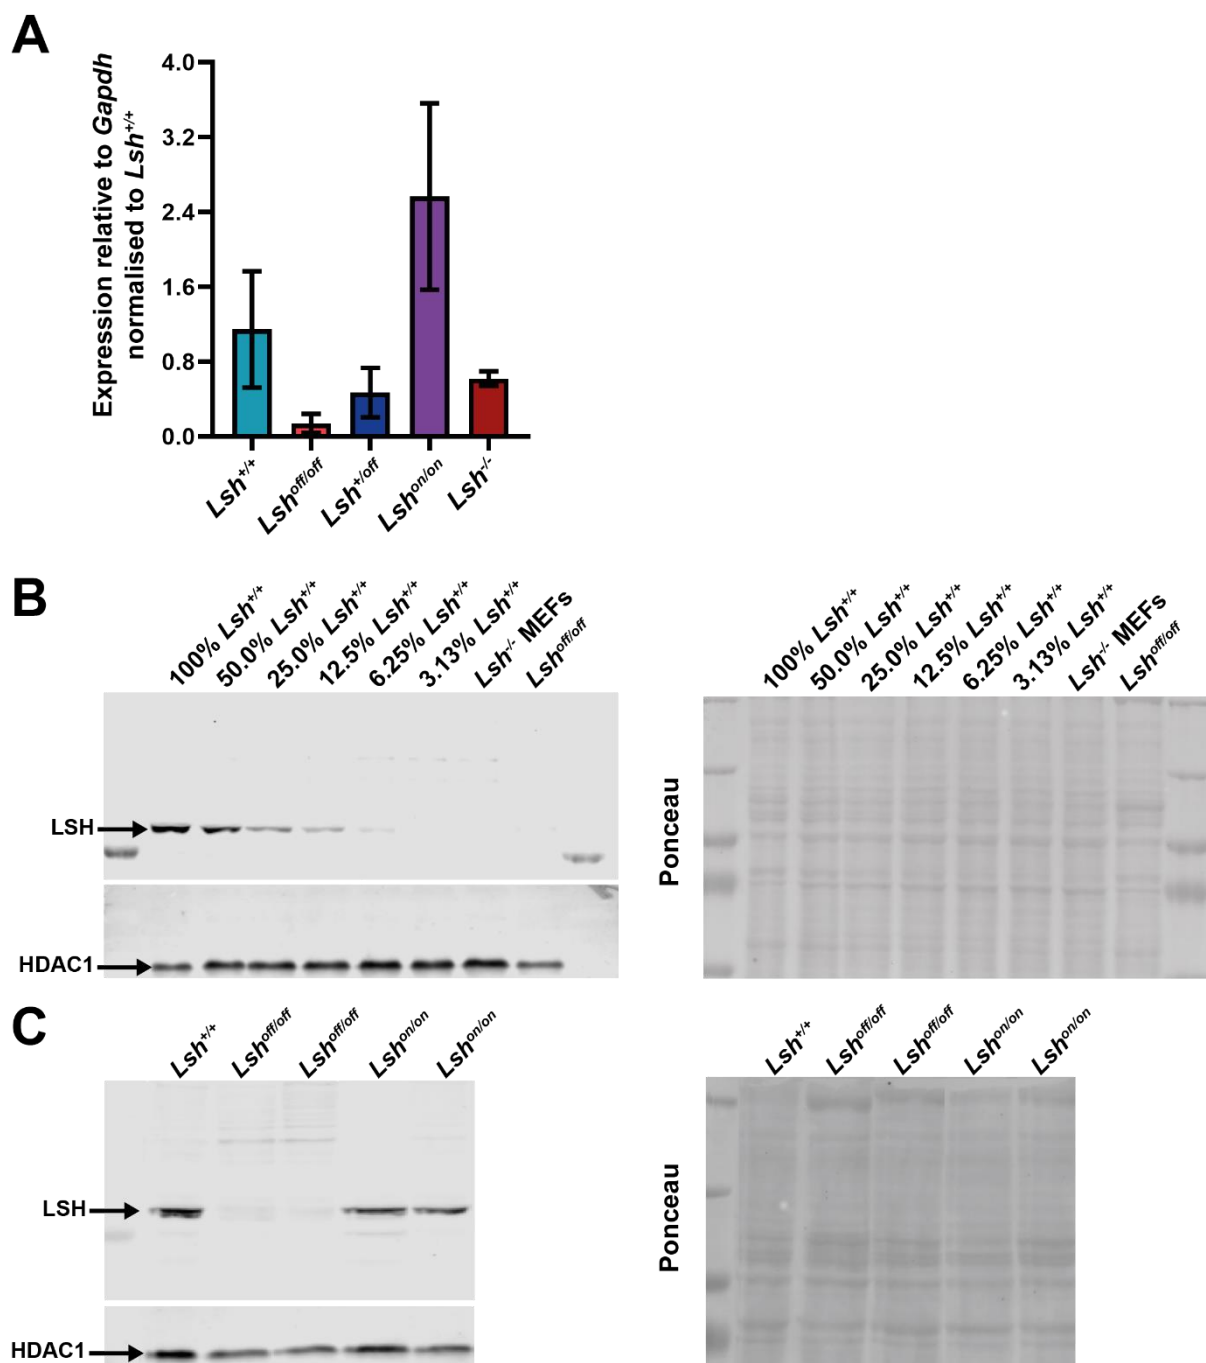 A
Expression relative to Gapdh
normalised to Lsh+/+
4.0
3.2
2.4
1.6
0.8
0.0
Lsh+/+
Lshoff/off
Lsh+/off
Lshon/on
Lsh-/-
B
100% Lsh+/+
50.0% Lsh+/+
25.0% Lsh+/+
12.5% Lsh+/+
6.25% Lsh+/+
3.13% Lsh+/+
Lsh-/- MEFs
Lshoff/off
LSH
HDAC1
100% Lsh+/+
50.0% Lsh+/+
25.0% Lsh+/+
12.5% Lsh+/+
6.25% Lsh+/+
3.13% Lsh+/+
Lsh-/- MEFs
Lshoff/off
Ponceau
C
Lsh+/+
Lshoff/off
Lshoff/off
Lshon/on
Lshon/on
LSH
HDAC1
Lsh+/+
Lshoff/off
Lshoff/off
Lshon/on
Lshon/on
Ponceau